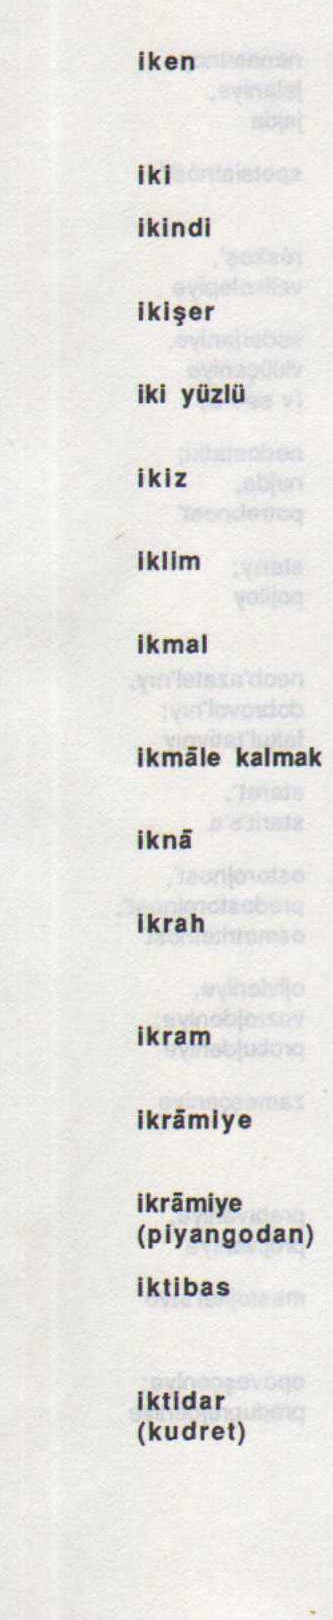 iken
iki
ikindi
ikişer
iki yüzlü
ikiz
iklim
ikmal
ikmāle kalmak
iknā
ikrah
ikram
ikrāmiye
ikrāmiye
(piyangodan)
iktibas
iktidar
(kudret)